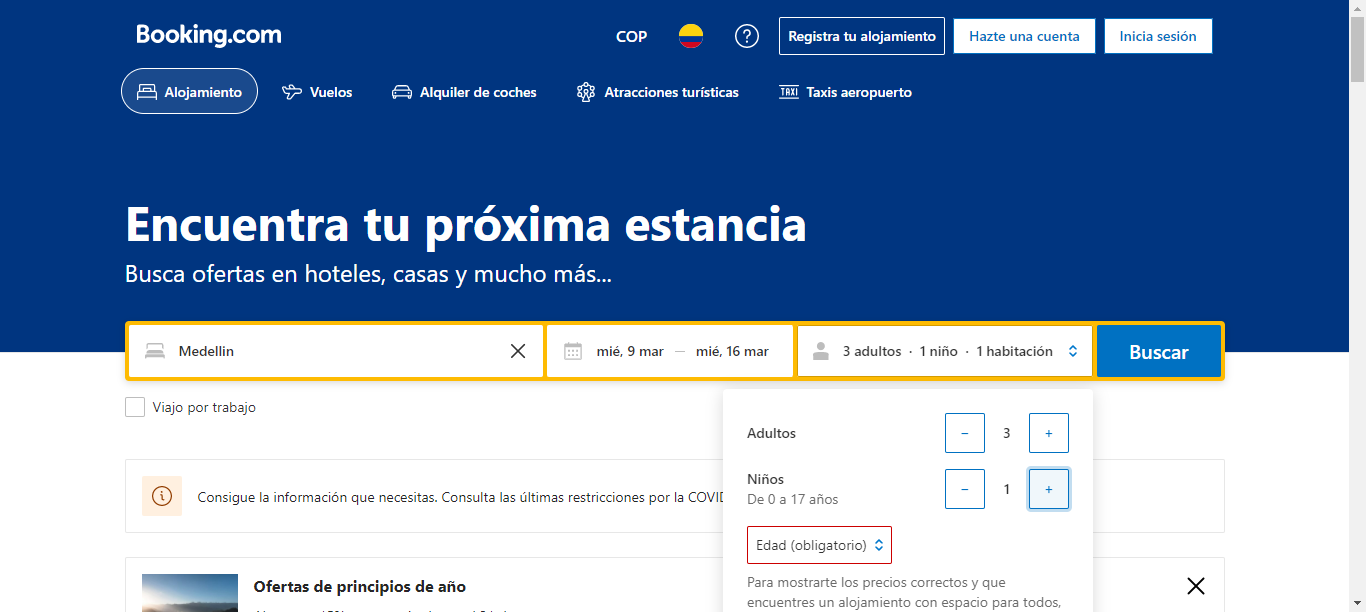 Booking.com
COP
?
Registra tu alojamiento
Hazte una cuenta
Inicia sesión
Alojamiento
Vuelos
Alquiler de coches
Atracciones turísticas
TAXI
Taxis aeropuerto
Encuentra tu próxima estancia
Busca ofertas en hoteles, casas y mucho más...
Medellin
mié, 9 mar — mié, 16 mar
3 adultos · 1 niño · 1 habitación
Buscar
Viajo por trabajo
Adultos
− 3 +
Niños
De 0 a 17 años
− 1 +
Edad (obligatorio)
Para mostrarte los precios correctos y que
encuentres un alojamiento con espacio para todos,
Consigue la información que necesitas. Consulta las últimas restricciones por la COVID
Ofertas de principios de año